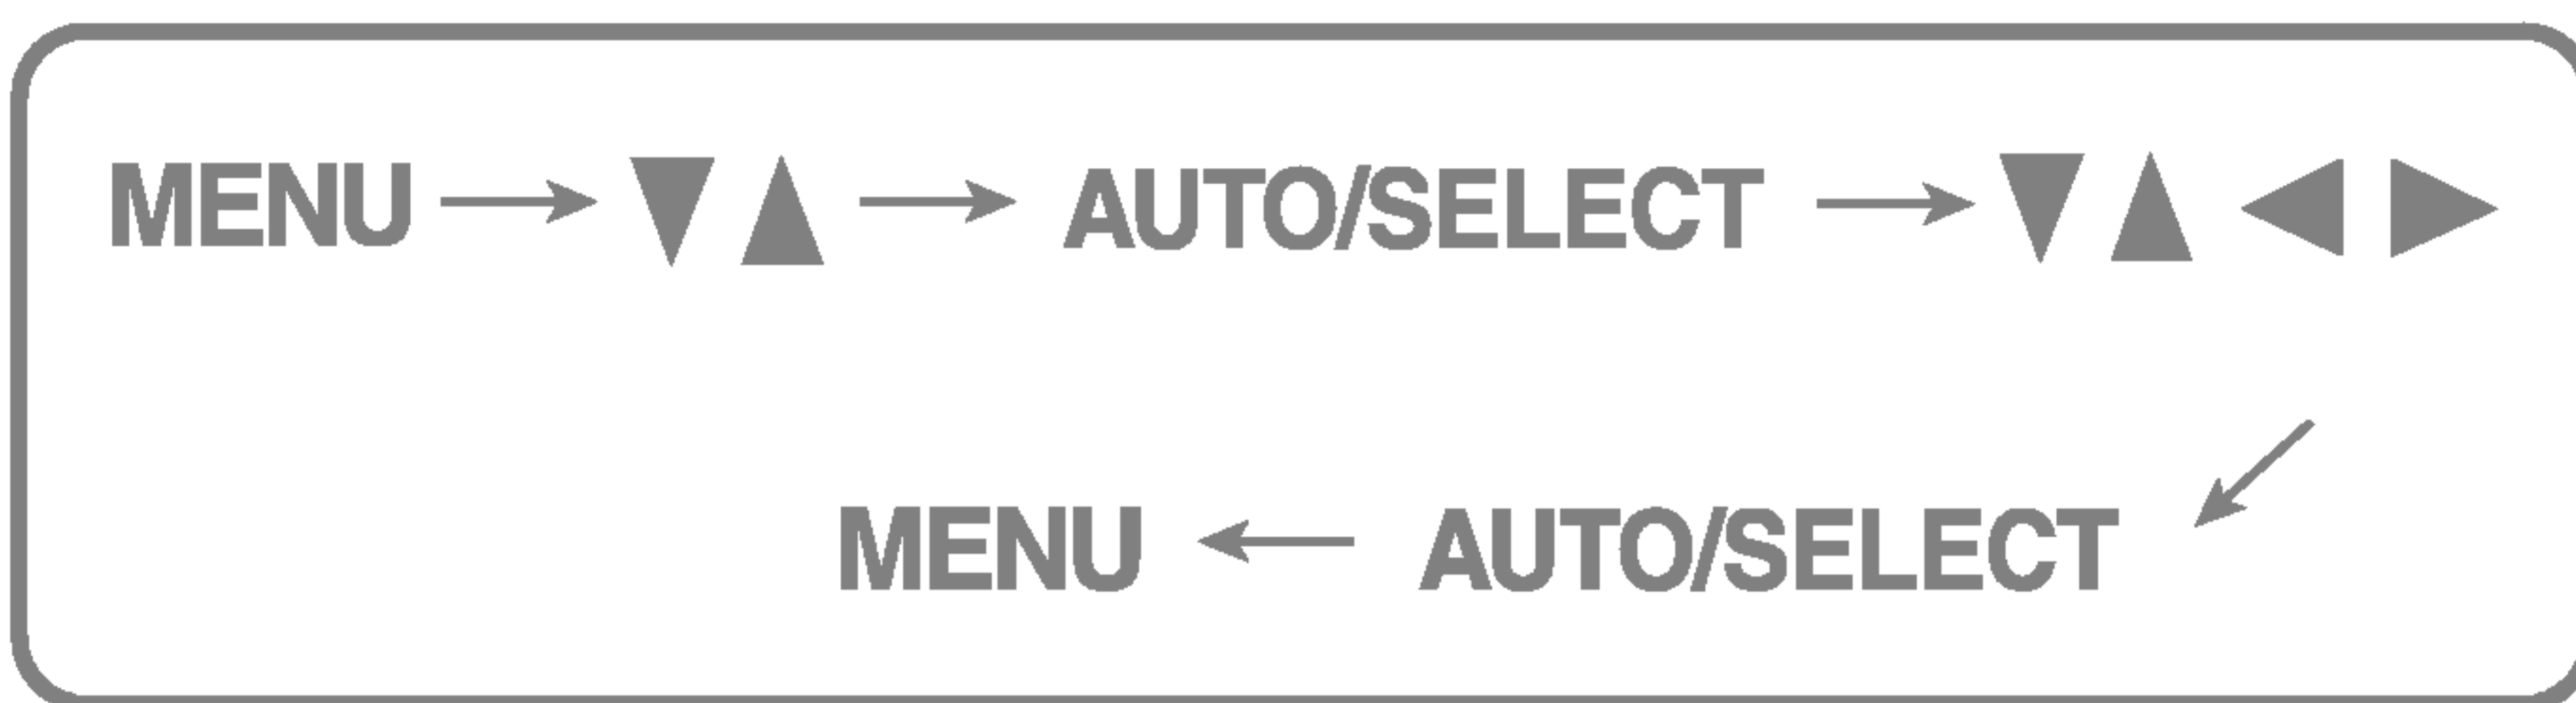 MENU → ▼ ▲ → AUTO/SELECT → ▼ ▲ ◀ ▶
MENU ← AUTO/SELECT